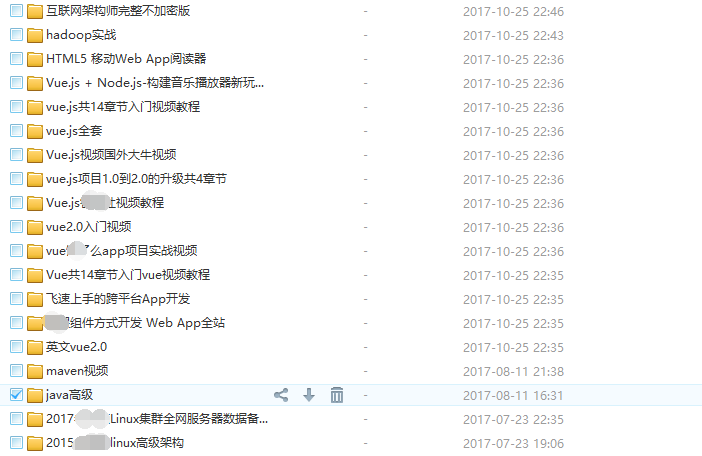 互联网架构师完整不加密版 - 2017-10-25 22:46
hadoop实战 - 2017-10-25 22:43
HTML5 移动Web App阅读器 - 2017-10-25 22:36
Vue.js + Node.js-构建音乐播放器新玩... - 2017-10-25 22:36
vue.js共14章节入门视频教程 - 2017-10-25 22:36
vue.js全套 - 2017-10-25 22:36
Vue.js视频国外大牛视频 - 2017-10-25 22:36
vue.js项目1.0到2.0的升级共4章节 - 2017-10-25 22:36
Vue.js 视频教程 - 2017-10-25 22:36
vue2.0入门视频 - 2017-10-25 22:36
vue 了么app项目实战视频 - 2017-10-25 22:36
Vue共14章节入门vue视频教程 - 2017-10-25 22:35
飞速上手的跨平台App开发 - 2017-10-25 22:35
组件方式开发 Web App全站 - 2017-10-25 22:35
英文vue2.0 - 2017-10-25 22:35
maven视频 - 2017-08-11 21:38
java高级 - 2017-08-11 16:31
2017 Linux集群全网服务器数据备... - 2017-07-23 22:35
2015 linux高级架构 - 2017-07-23 19:06